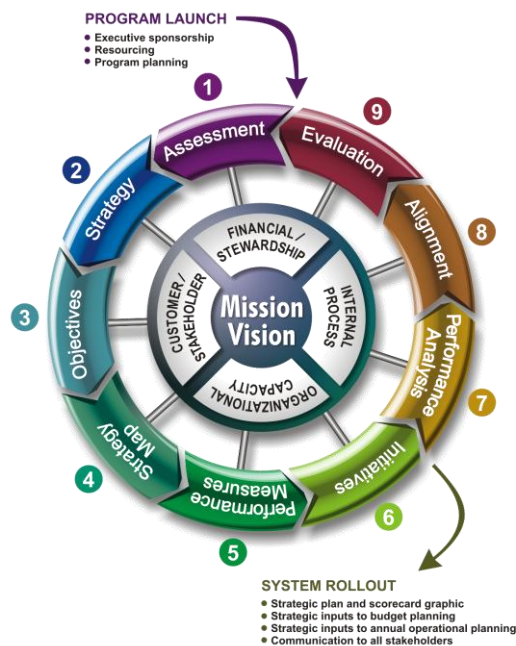 PROGRAM LAUNCH
• Executive sponsorship
• Resourcing
• Program planning
1
Assessment
2
Strategy
3
Objectives
4
Strategy
Map
5
Performance
Measures
6
Initiatives
7
Performance
Analysis
8
Alignment
9
Evaluation
FINANCIAL /
STEWARDSHIP
CUSTOMER /
STAKEHOLDER
INTERNAL
PROCESS
ORGANIZATIONAL
CAPACITY
Mission
Vision
SYSTEM ROLLOUT
• Strategic plan and scorecard graphic
• Strategic inputs to budget planning
• Strategic inputs to annual operational planning
• Communication to all stakeholders